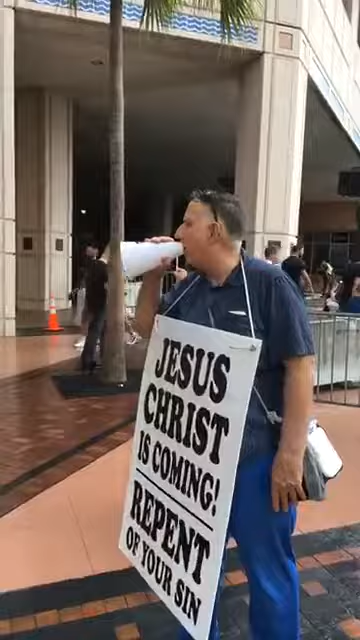 JESUS
CHRIST
IS COMING!
REPENT
OF YOUR SIN